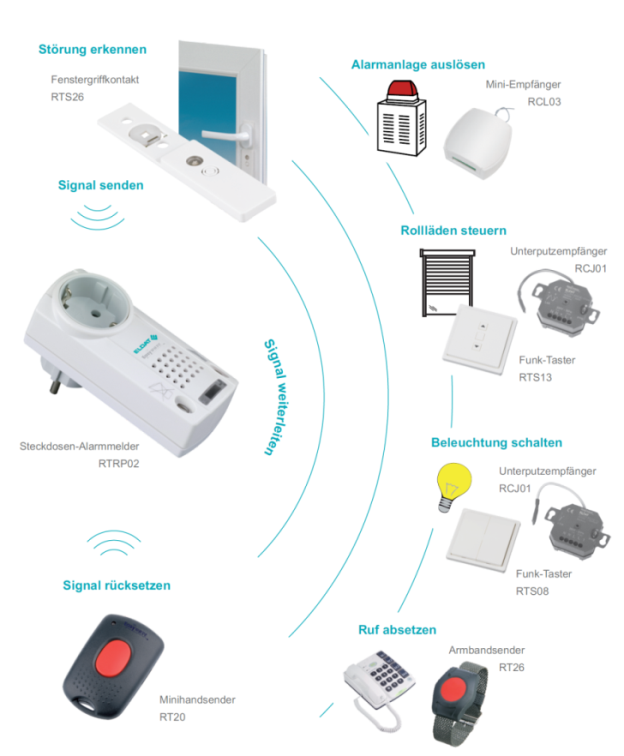 Störung erkennen
Fenstergriffkontakt
RTS26
Signal senden
Alarmanlage auslösen
Mini-Empfänger
RCL03
Rollläden steuern
Unterputzempfänger
RCJ01
Funk-Taster
RTS13
ELDAT
Signal weiterleiten
Steckdosen-Alarmmelder
RTRP02
Beleuchtung schalten
Unterputzempfänger
RCJ01
Funk-Taster
RTS08
Signal rücksetzen
Minihandsender
RT20
Ruf absetzen
Armbandsender
RT26